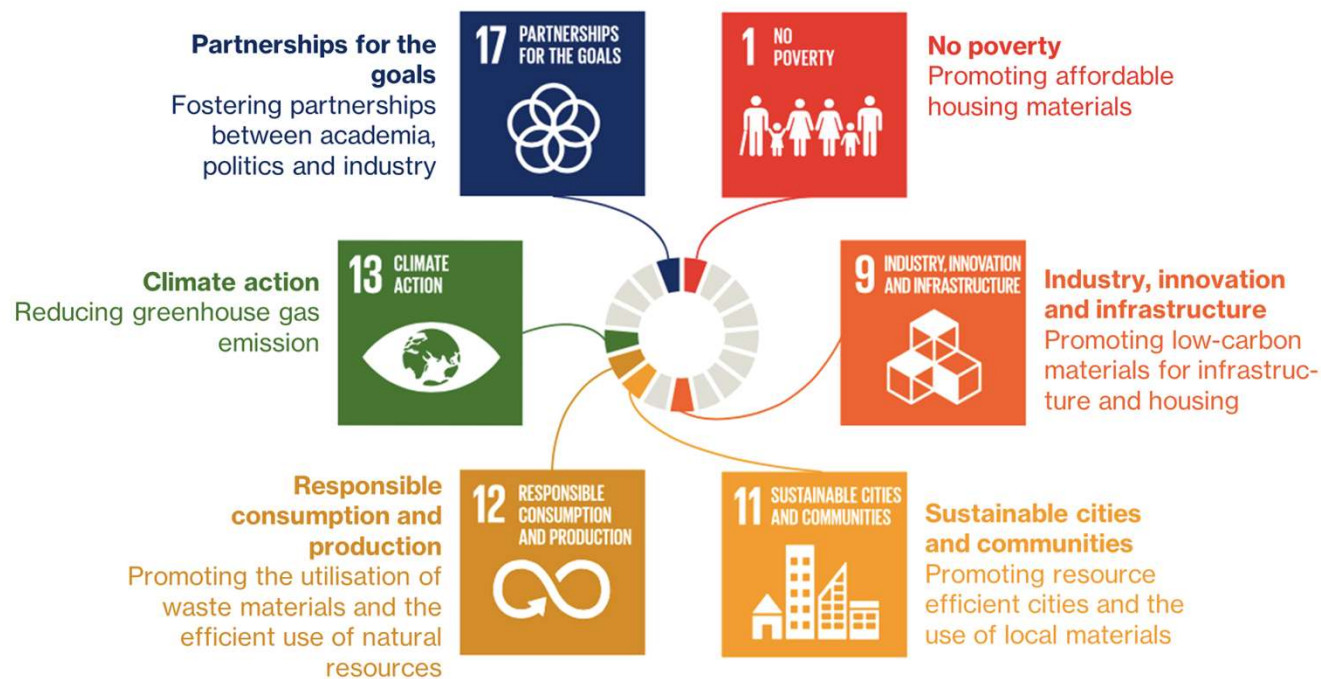 Partnerships for the
goals
Fostering partnerships
between academia,
politics and industry
17 PARTNERSHIPS
FOR THE GOALS
1 NO
POVERTY
No poverty
Promoting affordable
housing materials
Climate action
Reducing greenhouse gas
emission
13 CLIMATE
ACTION
9 INDUSTRY, INNOVATION
AND INFRASTRUCTURE
Industry, innovation
and infrastructure
Promoting low-carbon
materials for infrastruc-
ture and housing
Responsible
consumption and
production
Promoting the utilisation of
waste materials and the
efficient use of natural
resources
12 RESPONSIBLE
CONSUMPTION
AND PRODUCTION
11 SUSTAINABLE CITIES
AND COMMUNITIES
Sustainable cities
and communities
Promoting resource
efficient cities and the
use of local materials